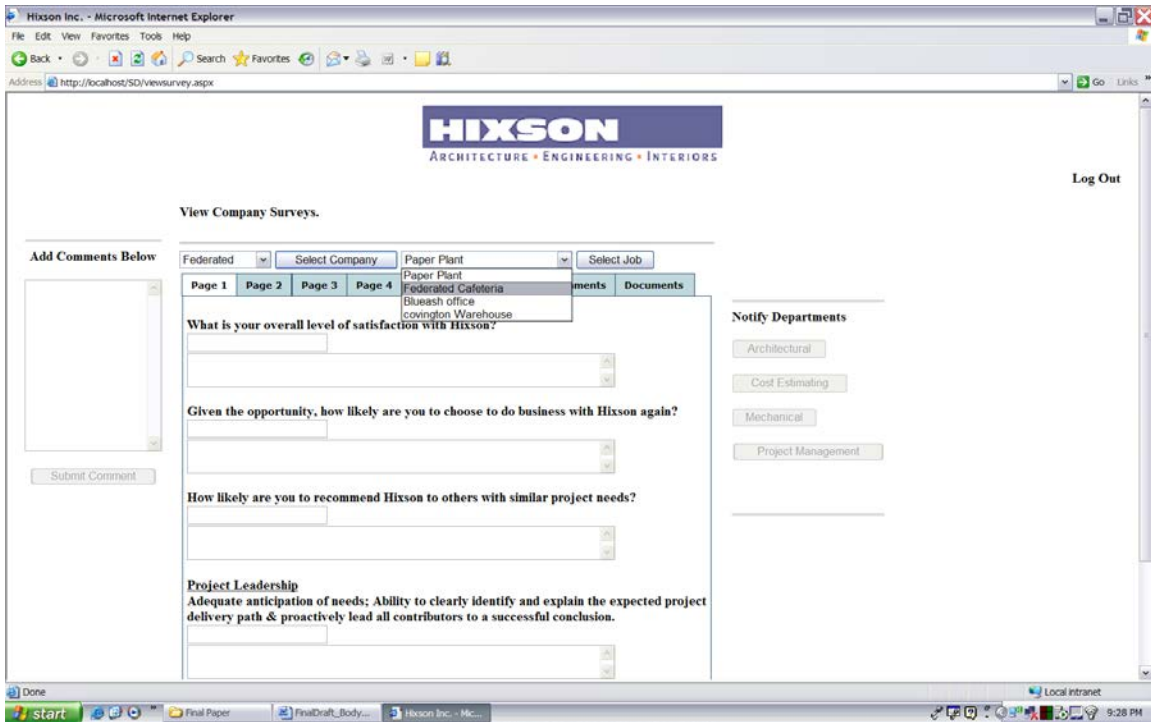 Hixson Inc. - Microsoft Internet Explorer
File Edit View Favorites Tools Help
Back Search Favorites
Address http://localhost/SD/viewsurvey.aspx Go Links »
HIXSON
ARCHITECTURE • ENGINEERING • INTERIORS
Log Out
View Company Surveys.
Add Comments Below
Federated Select Company Paper Plant Select Job
Paper Plant
Federated Cafeteria
Blueash office
covington Warehouse
Page 1 Page 2 Page 3 Page 4 ments Documents
What is your overall level of satisfaction with Hixson?
Notify Departments
Architectural
Cost Estimating
Given the opportunity, how likely are you to choose to do business with Hixson again?
Mechanical
Project Management
Submit Comment
How likely are you to recommend Hixson to others with similar project needs?
Project Leadership
Adequate anticipation of needs; Ability to clearly identify and explain the expected project
delivery path & proactively lead all contributors to a successful conclusion.
Done Local intranet
start Final Paper FinalDraft_Body... Hixson Inc. - Mic... 9:28 PM